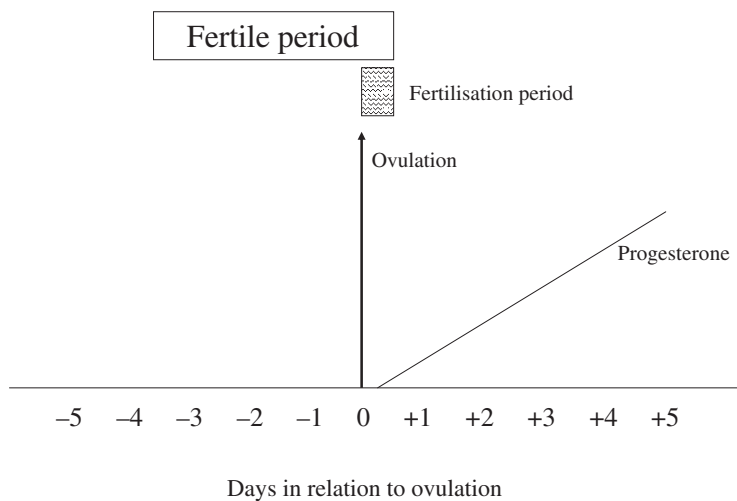 Fertile period
Fertilisation period
Ovulation
Progesterone
–5 –4 –3 –2 –1 0 +1 +2 +3 +4 +5
Days in relation to ovulation